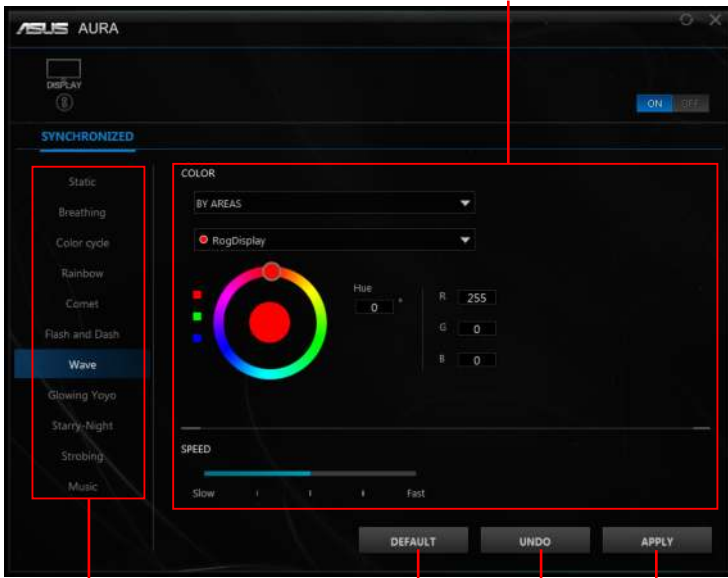 ASUS AURA
DISPLAY
ON OFF
SYNCHRONIZED
Static
Breathing
Color cycle
Rainbow
Comet
Flash and Dash
Wave
Glowing Yoyo
Starry-Night
Strobing
Music
COLOR
BY AREAS
RogDisplay
Hue
0 °
R 255
G 0
B 0
SPEED
Slow
Fast
DEFAULT
UNDO
APPLY